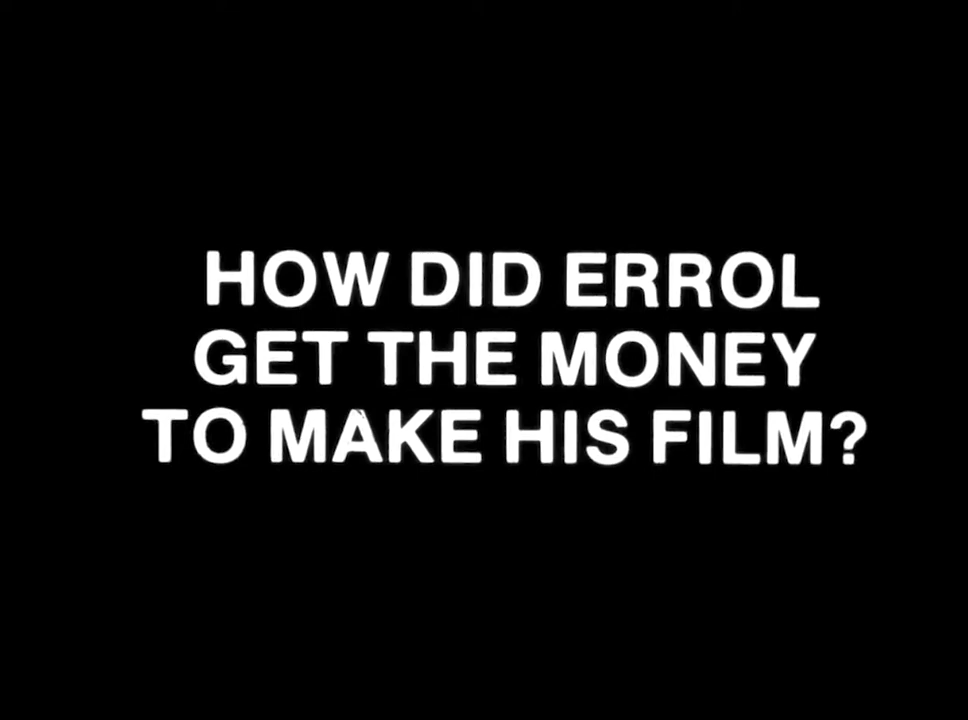 HOW DID ERROL
GET THE MONEY
TO MAKE HIS FILM?